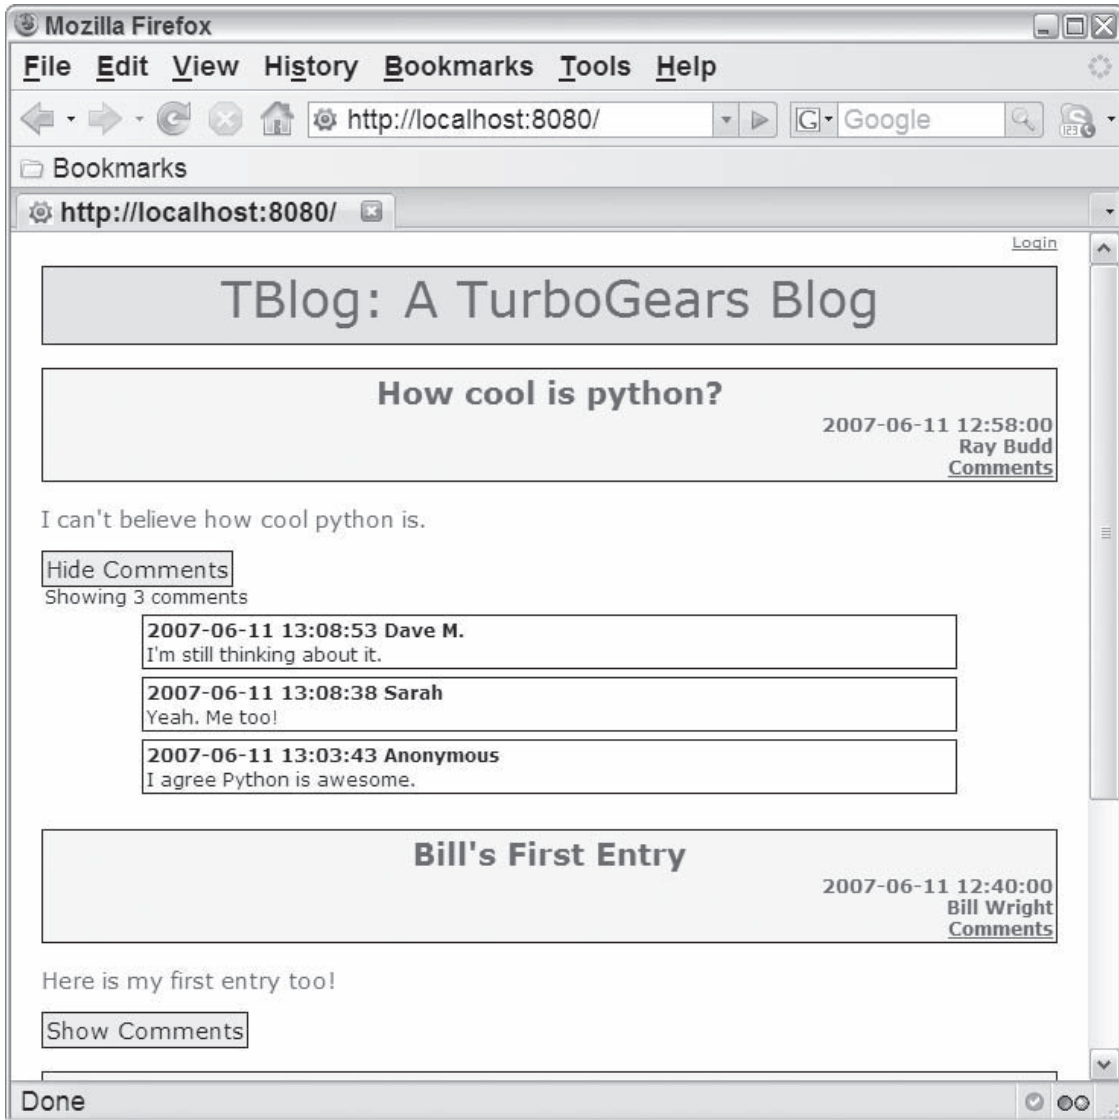 Mozilla Firefox
File Edit View History Bookmarks Tools Help
http://localhost:8080/ G Google 123
Bookmarks
http://localhost:8080/
Login
TBlog: A TurboGears Blog
How cool is python?
2007-06-11 12:58:00
Ray Budd
Comments
I can't believe how cool python is.
Hide Comments
Showing 3 comments
2007-06-11 13:08:53 Dave M.
I'm still thinking about it.
2007-06-11 13:08:38 Sarah
Yeah. Me too!
2007-06-11 13:03:43 Anonymous
I agree Python is awesome.
Bill's First Entry
2007-06-11 12:40:00
Bill Wright
Comments
Here is my first entry too!
Show Comments
Done